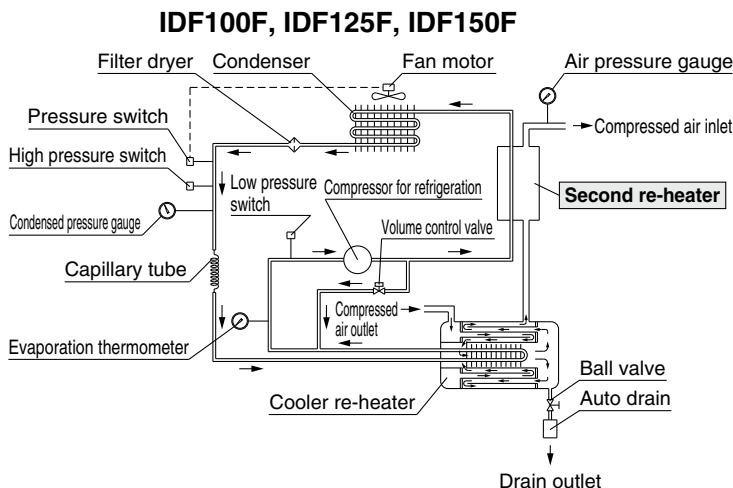 IDF100F, IDF125F, IDF150F
Filter dryer
Condenser
Fan motor
Air pressure gauge
Pressure switch
Compressed air inlet
High pressure switch
Low pressure
switch
Compressor for refrigeration
Second re-heater
Condensed pressure gauge
Volume control valve
Capillary tube
Compressed
air outlet
Evaporation thermometer
Ball valve
Cooler re-heater
Auto drain
Drain outlet